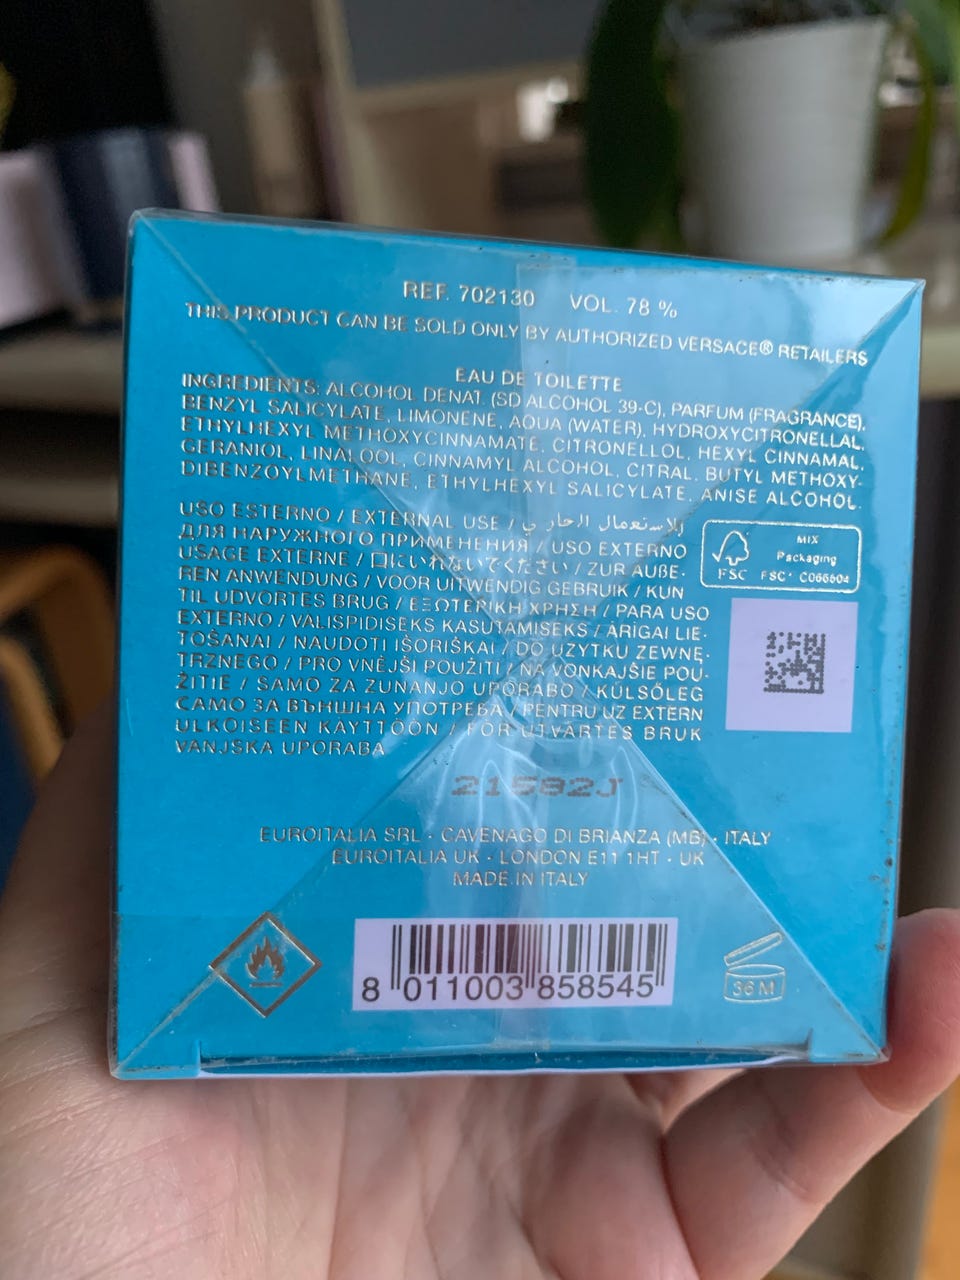 REF. 702130 VOL. 78 %
THIS PRODUCT CAN BE SOLD ONLY BY AUTHORIZED VERSACE® RETAILERS
EAU DE TOILETTE
INGREDIENTS: ALCOHOL DENAT. (SD ALCOHOL 39-C), PARFUM (FRAGRANCE),
BENZYL SALICYLATE, LIMONENE, AQUA (WATER), HYDROXYCITRONELLAL,
ETHYLHEXYL METHOXYCINNAMATE, CITRONELLOL, HEXYL CINNAMAL,
GERANIOL, LINALOOL, CINNAMYL ALCOHOL, CITRAL, BUTYL METHOXY-
DIBENZOYLMETHANE, ETHYLHEXYL SALICYLATE, ANISE ALCOHOL.
USO ESTERNO / EXTERNAL USE / للاستعمال الخارجي
ДЛЯ НАРУЖНОГО ПРИМЕНЕНИЯ / USO EXTERNO
USAGE EXTERNE / 口にいれないでください / ZUR ÄUßE-
REN ANWENDUNG / VOOR UITWENDIG GEBRUIK / KUN
TIL UDVORTES BRUG / ΕΞΩΤΕΡΙΚΗ ΧΡΗΣΗ / PARA USO
EXTERNO / VALISPIDISEKS KASUTAMISEKS / ĀRĪGAI LIE-
TOŠANAI / NAUDOTI IŠORIŠKAI / DO UŻYTKU ZEWNĘ-
TRZNEGO / PRO VNĚJŠÍ POUŽITÍ / NA VONKAJŠIE POU-
ŽITIE / SAMO ZA ZUNANJO UPORABO / KÜLSŐLEG
САМО ЗА ВЪНШНА УПОТРЕБА / PENTRU UZ EXTERN
ULKOISEEN KÄYTTÖÖN / FÖR UTVÄRTES BRUK
VANJSKA UPORABA
MIX
Packaging
FSC FSC® C066604
21582J
EUROITALIA SRL · CAVENAGO DI BRIANZA (MB) · ITALY
EUROITALIA UK · LONDON E11 1HT · UK
MADE IN ITALY
8 011003 858545
36 M